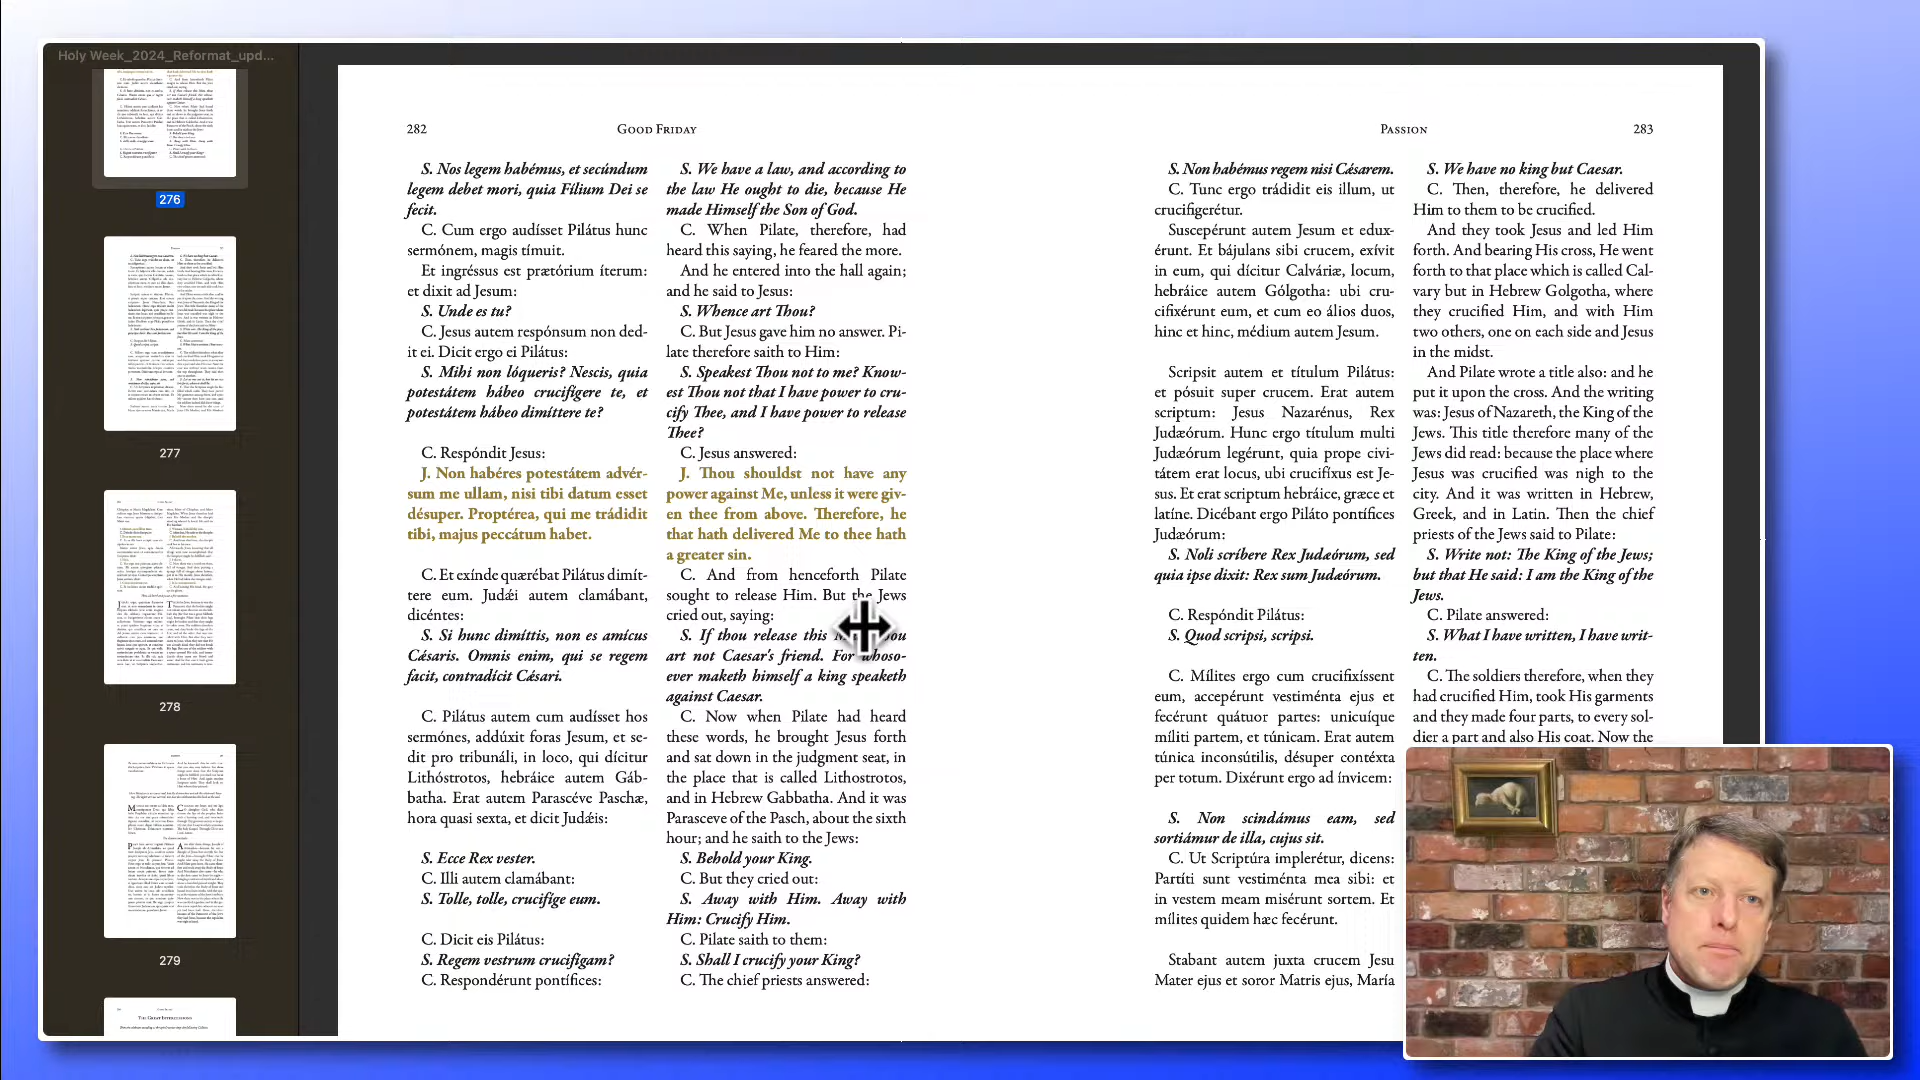 Holy Week_2024_Reformat_upd...
276
277
278
279
282
GOOD FRIDAY
S. Nos legem habémus, et secúndum
legem debet mori, quia Fílium Dei se
fecit.
C. Cum ergo audísset Pilátus hunc
sermónem, magis tímuit.
Et ingréssus est prætórium íterum:
et dixit ad Jesum:
S. Unde es tu?
C. Jesus autem respónsum non ded-
it ei. Dicit ergo ei Pilátus:
S. Mihi non lóqueris? Nescis, quia
potestátem hábeo crucifígere te, et
potestátem hábeo dimíttere te?
C. Respóndit Jesus:
J. Non habéres potestátem advér-
sum me ullam, nisi tibi datum esset
désuper. Proptérea, qui me trádidit
tibi, majus peccátum habet.
C. Et exínde quærébat Pilátus dimít-
tere eum. Judǽi autem clamábant,
dicéntes:
S. Si hunc dimíttis, non es amícus
Cǽsaris. Omnis enim, qui se regem
facit, contradícit Cǽsari.
C. Pilátus autem cum audísset hos
sermónes, addúxit foras Jesum, et se-
dit pro tribunáli, in loco, qui dícitur
Lithóstrotos, hebráice autem Gáb-
batha. Erat autem Parascéve Paschæ,
hora quasi sexta, et dicit Judǽis:
S. Ecce Rex vester.
C. Illi autem clamábant:
S. Tolle, tolle, crucifíge eum.
C. Dicit eis Pilátus:
S. Regem vestrum crucifígam?
C. Respondérunt pontífices:
S. We have a law, and according to
the law He ought to die, because He
made Himself the Son of God.
C. When Pilate, therefore, had
heard this saying, he feared the more.
And he entered into the hall again;
and he said to Jesus:
S. Whence art Thou?
C. But Jesus gave him no answer. Pi-
late therefore saith to Him:
S. Speakest Thou not to me? Know-
est Thou not that I have power to cru-
cify Thee, and I have power to release
Thee?
C. Jesus answered:
J. Thou shouldst not have any
power against Me, unless it were giv-
en thee from above. Therefore, he
that hath delivered Me to thee hath
a greater sin.
C. And from henceforth Pilate
sought to release Him. But the Jews
cried out, saying:
S. If thou release this
art not Caesar's friend. For whoso-
ever maketh himself a king speaketh
against Caesar.
C. Now when Pilate had heard
these words, he brought Jesus forth
and sat down in the judgment seat, in
the place that is called Lithostrotos,
and in Hebrew Gabbatha. And it was
Parasceve of the Pasch, about the sixth
hour; and he saith to the Jews:
S. Behold your King.
C. But they cried out:
S. Away with Him. Away with
Him: Crucify Him.
C. Pilate saith to them:
S. Shall I crucify your King?
C. The chief priests answered:
PASSION
283
S. Non habémus regem nisi Cǽsarem.
C. Tunc ergo trádidit eis illum, ut
crucifigerétur.
Suscepérunt autem Jesum et edux-
érunt. Et bájulans sibi crucem, exívit
in eum, qui dícitur Calváriæ, locum,
hebráice autem Gólgotha: ubi cru-
cifixérunt eum, et cum eo álios duos,
hinc et hinc, médium autem Jesum.
Scripsit autem et títulum Pilátus:
et pósuit super crucem. Erat autem
scriptum: Jesus Nazarénus, Rex
Judæórum. Hunc ergo títulum multi
Judæórum legérunt, quia prope civi-
tátem erat locus, ubi crucifíxus est Je-
sus. Et erat scriptum hebráice, græce et
latíne. Dicébant ergo Piláto pontífices
Judæórum:
S. Noli scríbere Rex Judæórum, sed
quia ipse dixit: Rex sum Judæórum.
C. Respóndit Pilátus:
S. Quod scripsi, scripsi.
C. Mílites ergo cum crucifixíssent
eum, accepérunt vestiménta ejus et
fecérunt quátuor partes: unicuíque
míliti partem, et túnicam. Erat autem
túnica inconsútilis, désuper contéxta
per totum. Dixérunt ergo ad ínvicem:
S. Non scindámus eam, sed
sortiámur de illa, cujus sit.
C. Ut Scriptúra implerétur, dicens:
Partíti sunt vestiménta mea sibi: et
in vestem meam misérunt sortem. Et
mílites quidem hæc fecérunt.
Stabant autem juxta crucem Jesu
Mater ejus et soror Matris ejus, María
S. We have no king but Caesar.
C. Then, therefore, he delivered
Him to them to be crucified.
And they took Jesus and led Him
forth. And bearing His cross, He went
forth to that place which is called Cal-
vary but in Hebrew Golgotha, where
they crucified Him, and with Him
two others, one on each side and Jesus
in the midst.
And Pilate wrote a title also: and he
put it upon the cross. And the writing
was: Jesus of Nazareth, the King of the
Jews. This title therefore many of the
Jews did read: because the place where
Jesus was crucified was nigh to the
city. And it was written in Hebrew,
Greek, and in Latin. Then the chief
priests of the Jews said to Pilate:
S. Write not: The King of the Jews;
but that He said: I am the King of the
Jews.
C. Pilate answered:
S. What I have written, I have writ-
ten.
C. The soldiers therefore, when they
had crucified Him, took His garments
and they made four parts, to every sol-
dier a part and also His coat. Now the